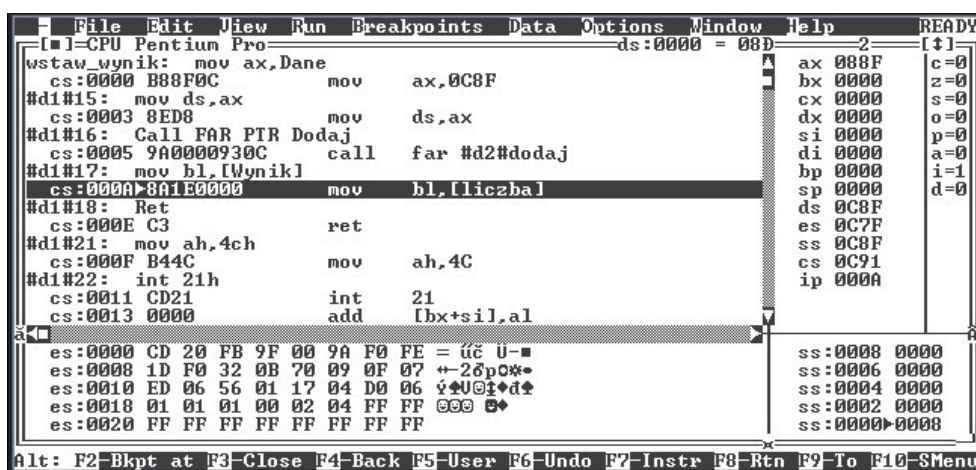 ≡ File Edit View Run Breakpoints Data Options Window Help READY
[■]=CPU Pentium Pro ds:0000 = 08 2 [↕]
wstaw_wynik: mov ax,Dane
cs:0000 B88F0C mov ax,0C8F
#d1#15: mov ds,ax
cs:0003 8ED8 mov ds,ax
#d1#16: Call FAR PTR Dodaj
cs:0005 9A0000930C call far #d2#dodaj
#d1#17: mov bl,[Wynik]
cs:000A►8A1E0000 mov bl,[liczba]
#d1#18: Ret
cs:000E C3 ret
#d1#21: mov ah,4ch
cs:000F B44C mov ah,4C
#d1#22: int 21h
cs:0011 CD21 int 21
cs:0013 0000 add [bx+si],al
ax 088F c=0
bx 0000 z=0
cx 0000 s=0
dx 0000 o=0
si 0000 p=0
di 0000 a=0
bp 0000 i=1
sp 0000 d=0
ds 0C8F
es 0C7F
ss 0C8F
cs 0C91
ip 000A
es:0000 CD 20 FB 9F 00 9A F0 FE = űč Ü-■
es:0008 1D F0 32 0B 70 09 0F 07
es:0010 ED 06 56 01 17 04 D0 06
es:0018 01 01 01 00 02 04 FF FF
es:0020 FF FF FF FF FF FF FF FF
ss:0008 0000
ss:0006 0000
ss:0004 0000
ss:0002 0000
ss:0000►0008
Alt: F2-Bkpt at F3-Close F4-Back F5-User F6-Undo F7-Instr F8-Rtn F9-To F10-SMenu